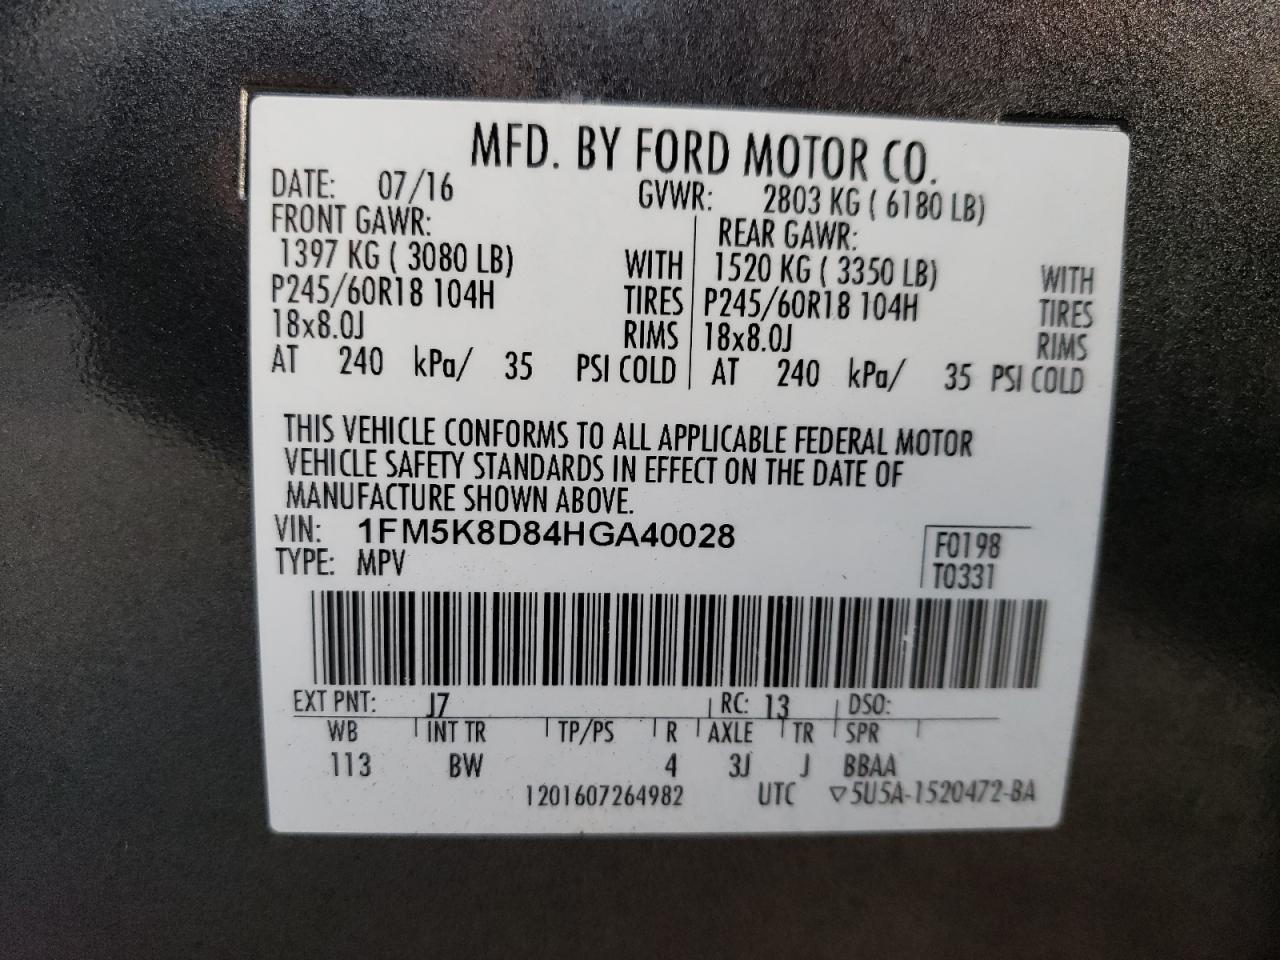 MFD. BY FORD MOTOR CO.
DATE: 07/16 GVWR: 2803 KG ( 6180 LB)
FRONT GAWR: REAR GAWR:
1397 KG ( 3080 LB) WITH 1520 KG ( 3350 LB) WITH
P245/60R18 104H TIRES P245/60R18 104H TIRES
18x8.0J RIMS 18x8.0J RIMS
AT 240 kPa/ 35 PSI COLD AT 240 kPa/ 35 PSI COLD
THIS VEHICLE CONFORMS TO ALL APPLICABLE FEDERAL MOTOR
VEHICLE SAFETY STANDARDS IN EFFECT ON THE DATE OF
MANUFACTURE SHOWN ABOVE.
VIN: 1FM5K8D84HGA40028 F0198
TYPE: MPV T0331
EXT PNT: J7 RC: 13 DSO:
WB INT TR TP/PS R AXLE TR SPR
113 BW 4 3J J BBAA
1201607264982 UTC ▽5U5A-1520472-BA